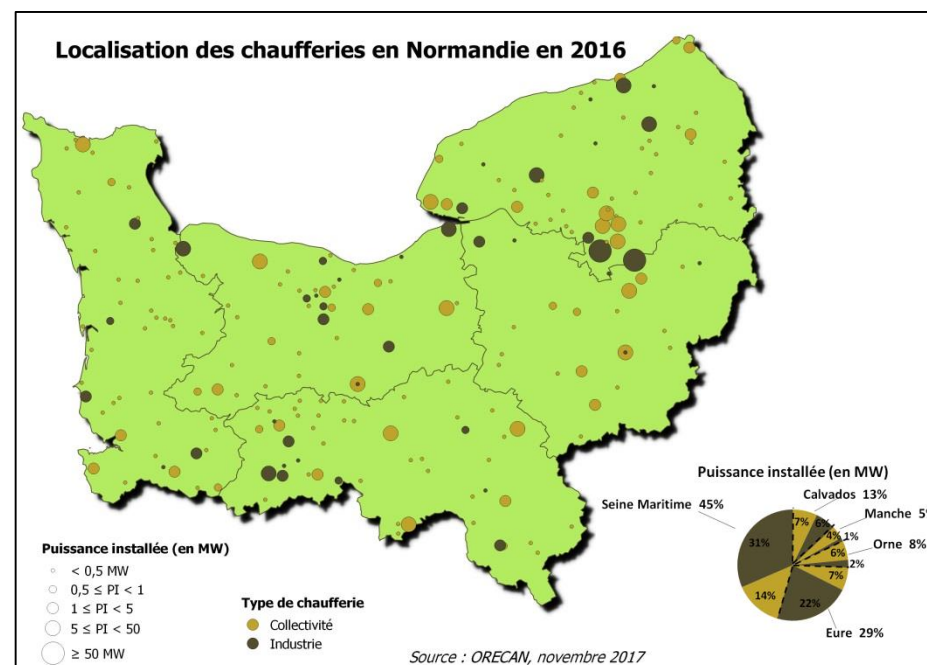 Localisation des chaufferies en Normandie en 2016
Puissance installée (en MW)
Calvados 13%
Seine Maritime 45%
Manche 5%
Orne 8%
Eure 29%
7%
6%
4%
1%
6%
2%
7%
22%
14%
31%
Puissance installée (en MW)
< 0,5 MW
0,5 ≤ PI < 1
1 ≤ PI < 5
5 ≤ PI < 50
≥ 50 MW
Type de chaufferie
Collectivité
Industrie
Source : ORECAN, novembre 2017